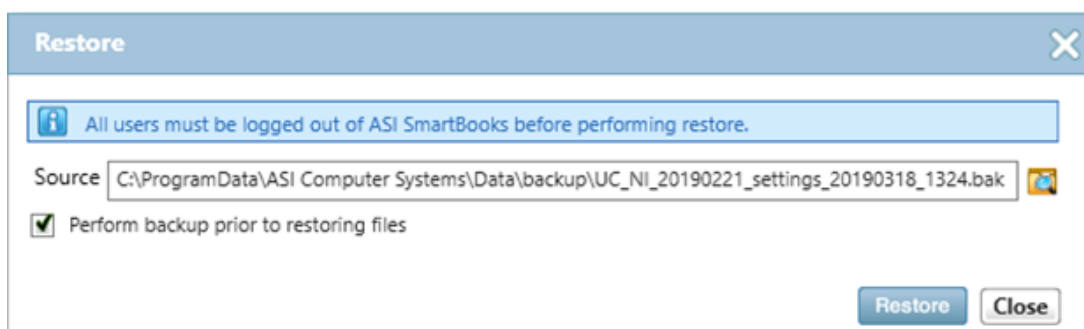 Restore
All users must be logged out of ASI SmartBooks before performing restore.
Source C:\ProgramData\ASI Computer Systems\Data\backup\UC_NI_20190221_settings_20190318_1324.bak
Perform backup prior to restoring files
Restore Close